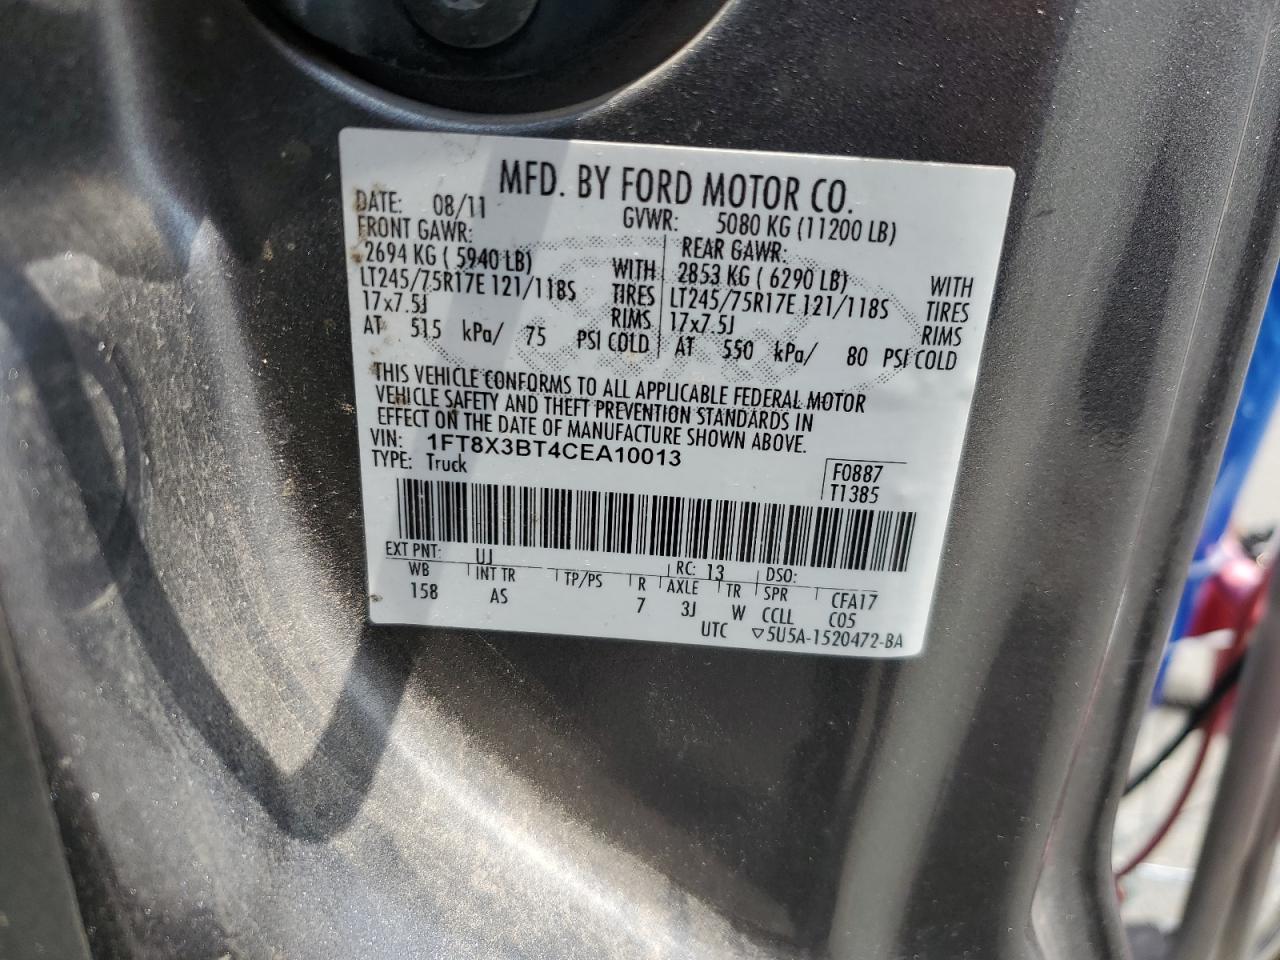 MFD. BY FORD MOTOR CO.
DATE: 08/11 GVWR: 5080 KG (11200 LB)
FRONT GAWR: REAR GAWR:
2694 KG ( 5940 LB) WITH 2853 KG ( 6290 LB) WITH
LT245/75R17E 121/118S TIRES LT245/75R17E 121/118S TIRES
17x7.5J RIMS 17x7.5J RIMS
AT 515 kPa/ 75 PSI COLD AT 550 kPa/ 80 PSI COLD
THIS VEHICLE CONFORMS TO ALL APPLICABLE FEDERAL MOTOR
VEHICLE SAFETY AND THEFT PREVENTION STANDARDS IN
EFFECT ON THE DATE OF MANUFACTURE SHOWN ABOVE.
VIN: 1FT8X3BT4CEA10013
TYPE: Truck F0887
T1385
EXT PNT: UJ RC: 13 DSO:
WB INT TR TP/PS R AXLE TR SPR CFA17
158 AS 7 3J W CCLL C05
UTC ▽5U5A-1520472-BA